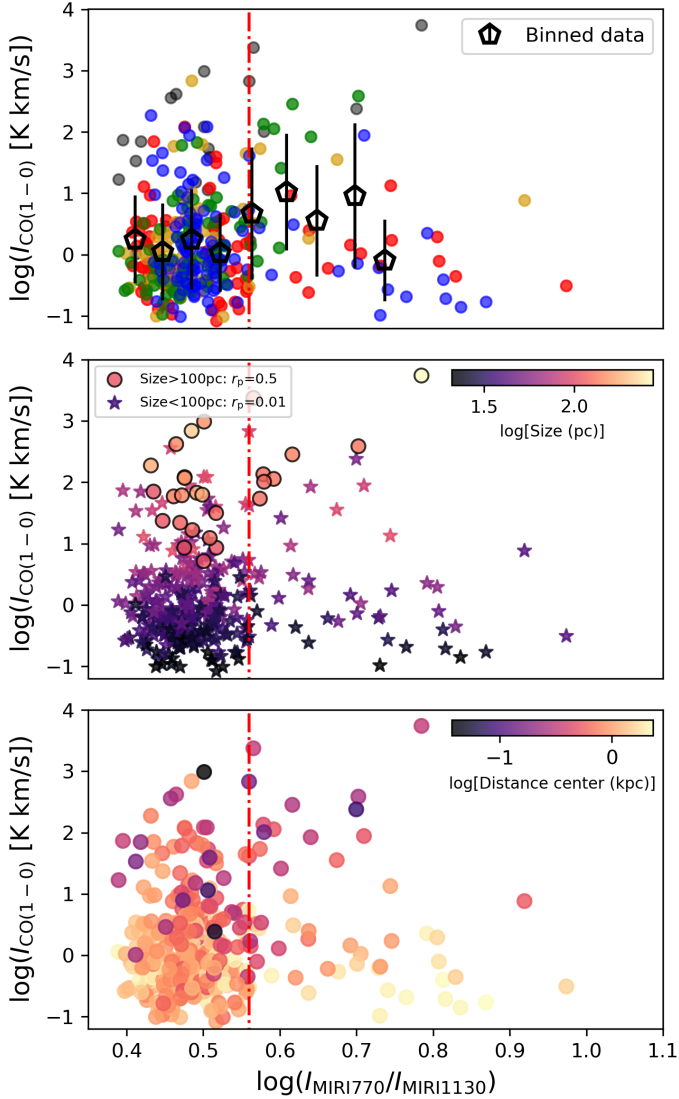 4
3
2
1
0
−1
log(I_CO(1−0) [K km/s])
Binned data
4
3
2
1
0
−1
log(I_CO(1−0) [K km/s])
Size>100pc: r_p=0.5
Size<100pc: r_p=0.01
1.5 2.0
log[Size (pc)]
4
3
2
1
0
−1
log(I_CO(1−0) [K km/s])
−1 0
log[Distance center (kpc)]
0.4 0.5 0.6 0.7 0.8 0.9 1.0 1.1
log(I_MIRI770/I_MIRI1130)